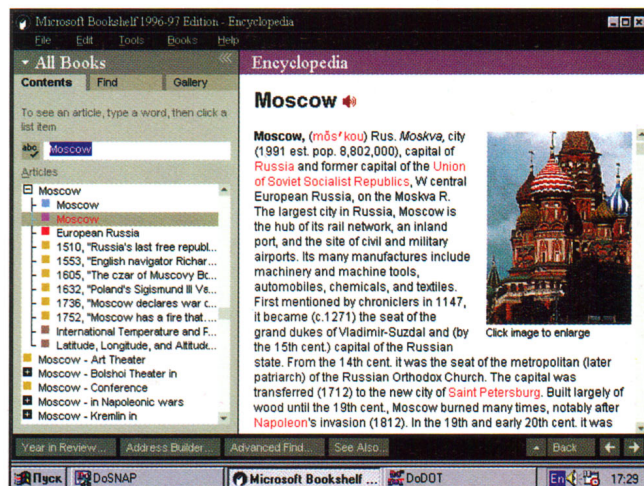 Microsoft Bookshelf 1996-97 Edition - Encyclopedia
File Edit Tools Books Help
All Books
Encyclopedia
Contents Find Gallery
To see an article, type a word, then click a
list item
abc
Moscow
Articles
Moscow
Moscow
Moscow
European Russia
1510, "Russia's last free republ...
1553, "English navigator Richar...
1605, "The czar of Muscovy Bo...
1632, "Poland's Sigismund III Va...
1736, "Moscow declares war o...
1752, "Moscow has a fire that....
International Temperature and P...
Latitude, Longitude, and Altitude...
Moscow - Art Theater
Moscow - Bolshoi Theater in
Moscow - Conference
Moscow - in Napoleonic wars
Moscow - Kremlin in
Moscow
Moscow, (mŏs′kou) Rus. Moskva, city
(1991 est. pop. 8,802,000), capital of
Russia and former capital of the Union
of Soviet Socialist Republics, W central
European Russia, on the Moskva R.
The largest city in Russia, Moscow is
the hub of its rail network, an inland
port, and the site of civil and military
airports. Its many manufactures include
machinery and machine tools,
automobiles, chemicals, and textiles.
First mentioned by chroniclers in 1147,
it became (c.1271) the seat of the
grand dukes of Vladimir-Suzdal and (by
the 15th cent.) capital of the Russian
state. From the 14th cent. it was the seat of the metropolitan (later
patriarch) of the Russian Orthodox Church. The capital was
transferred (1712) to the new city of Saint Petersburg. Built largely of
wood until the 19th cent., Moscow burned many times, notably after
Napoleon's invasion (1812). In the 19th and early 20th cent. it was
Click image to enlarge
Year in Review... Address Builder... Advanced Find... See Also... Back
Пуск DoSNAP Microsoft Bookshelf ... DoDOT En 17:29